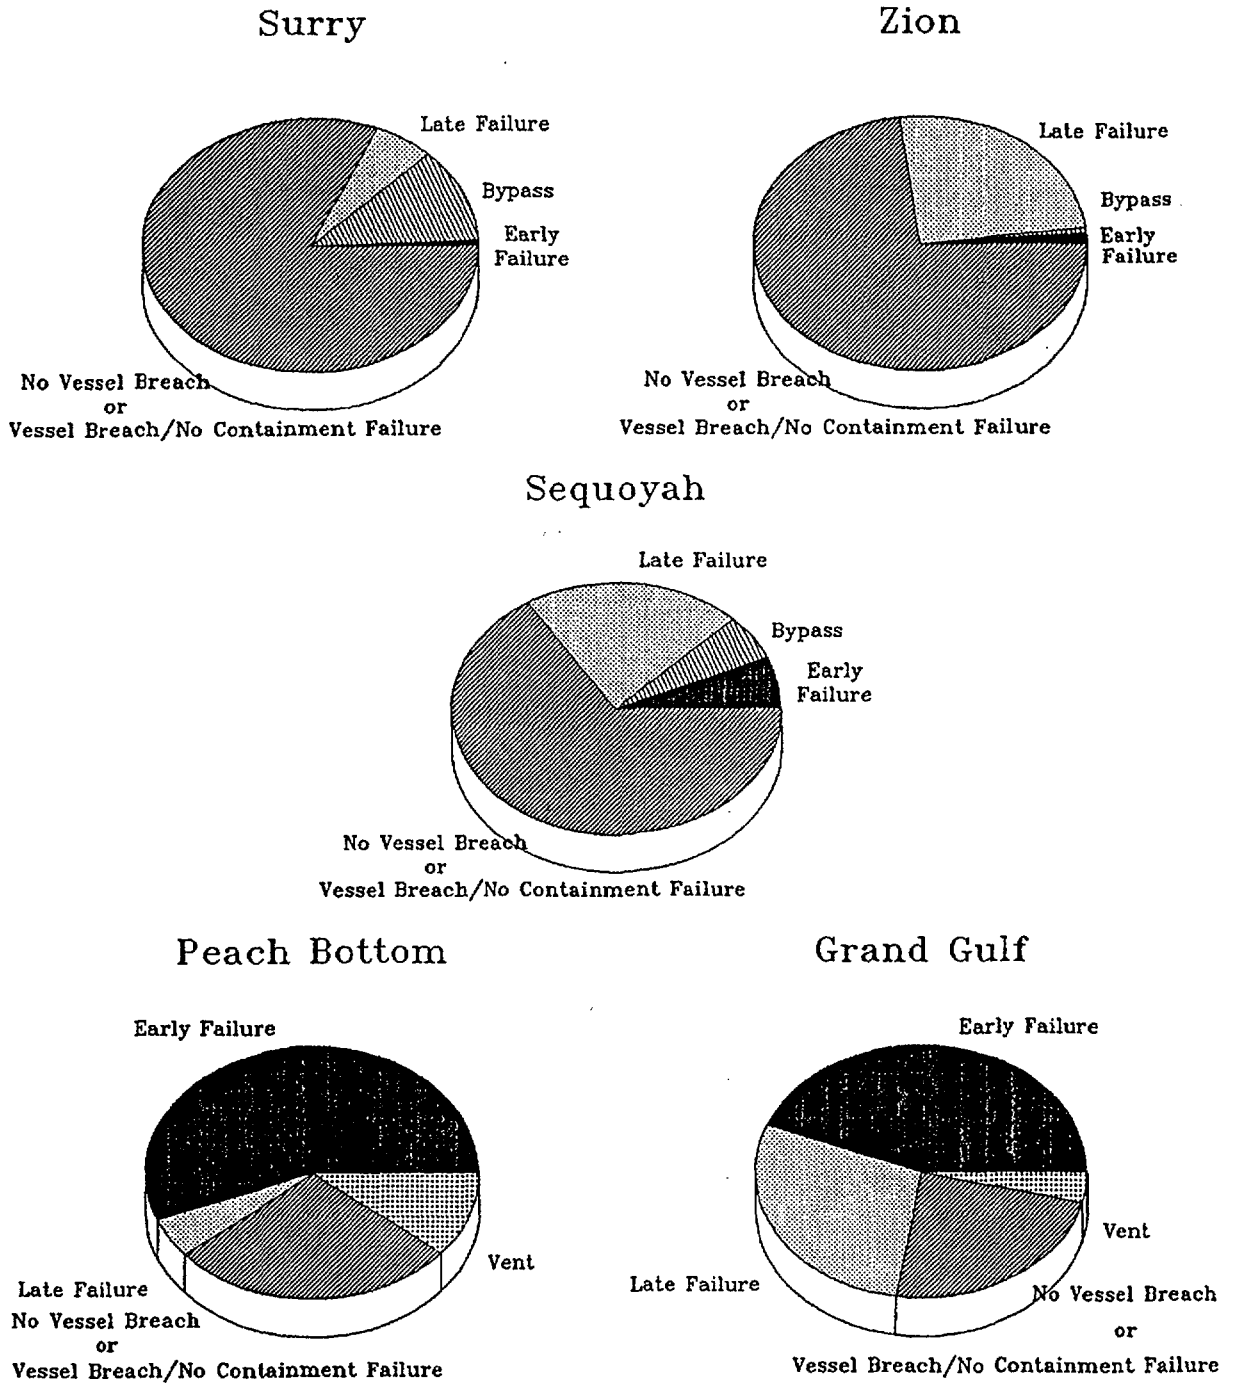 Surry
Late Failure
Bypass
Early
Failure
No Vessel Breach
or
Vessel Breach/No Containment Failure
Zion
Late Failure
Bypass
Early
Failure
No Vessel Breach
or
Vessel Breach/No Containment Failure
Sequoyah
Late Failure
Bypass
Early
Failure
No Vessel Breach
or
Vessel Breach/No Containment Failure
Peach Bottom
Early Failure
Vent
Late Failure
No Vessel Breach
or
Vessel Breach/No Containment Failure
Grand Gulf
Early Failure
Vent
Late Failure
No Vessel Breach
or
Vessel Breach/No Containment Failure